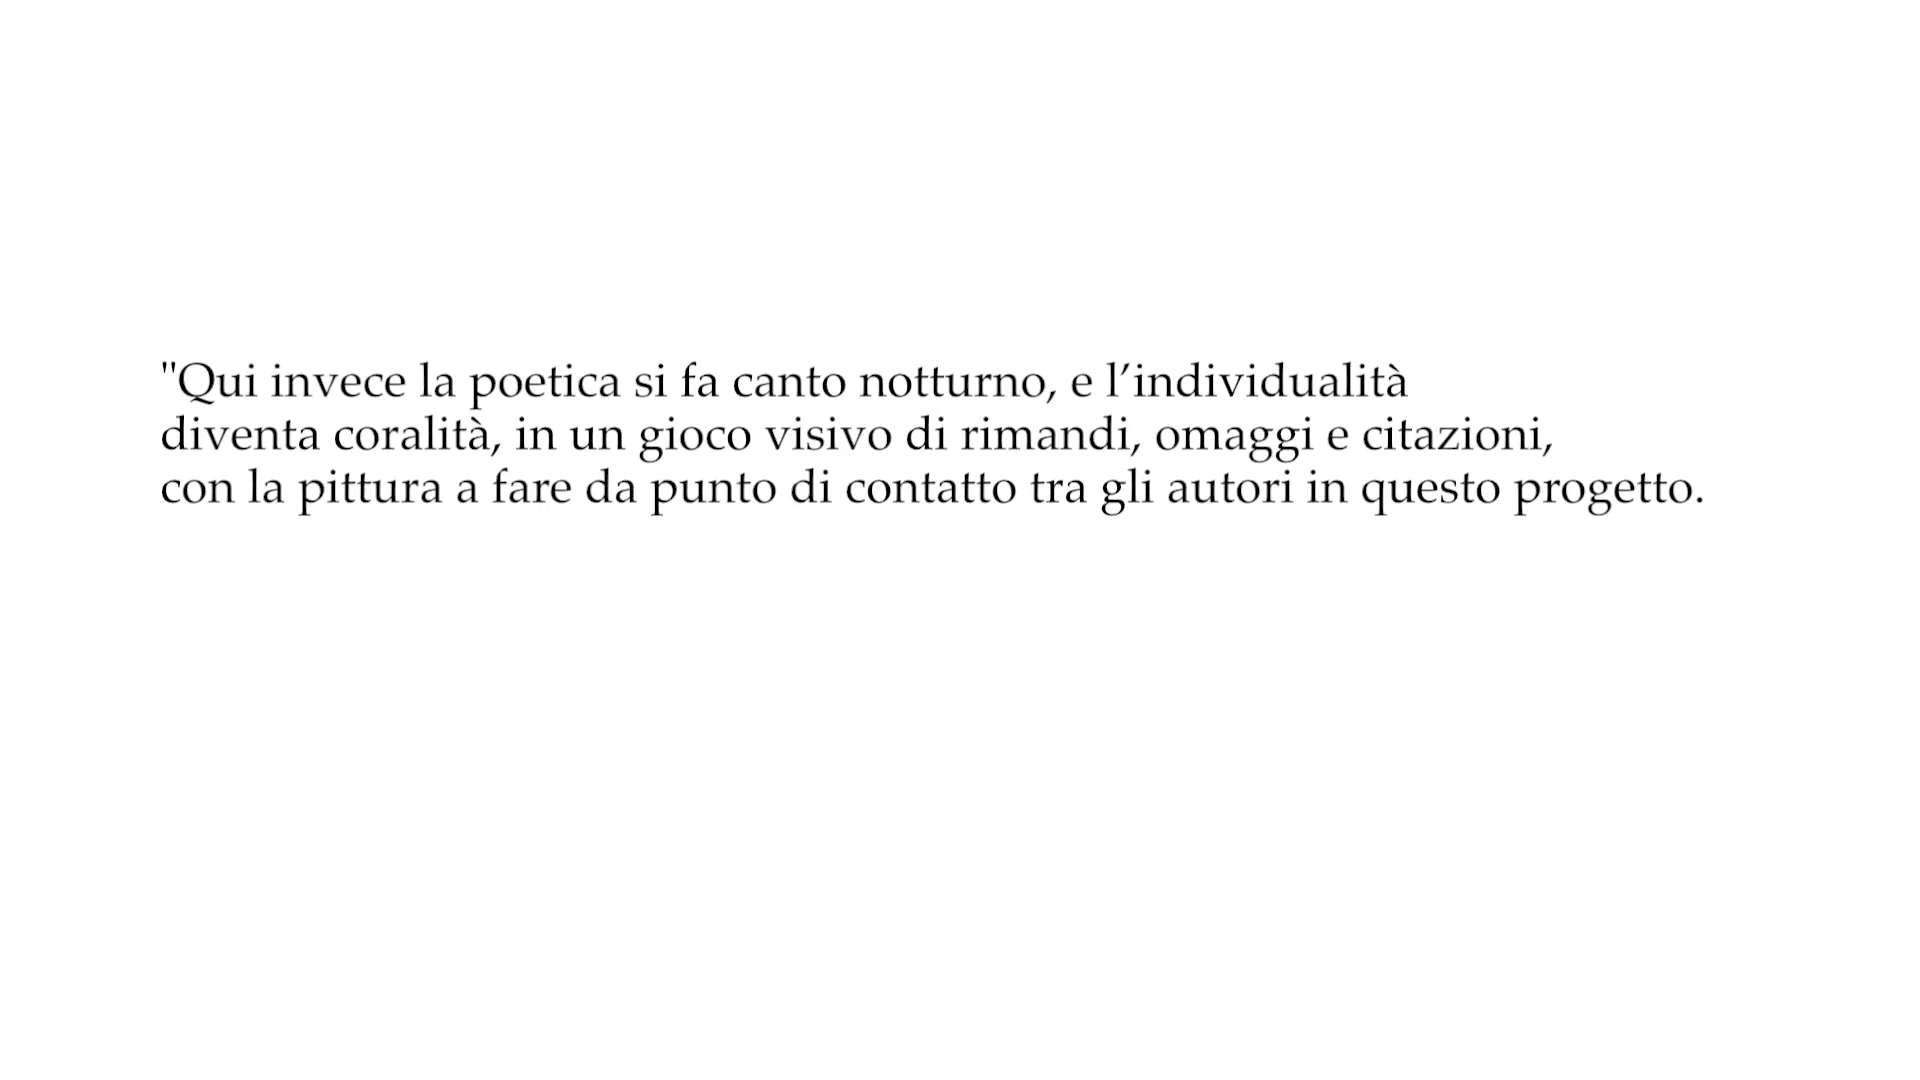 "Qui invece la poetica si fa canto notturno, e l’individualità
diventa coralità, in un gioco visivo di rimandi, omaggi e citazioni,
con la pittura a fare da punto di contatto tra gli autori in questo progetto.